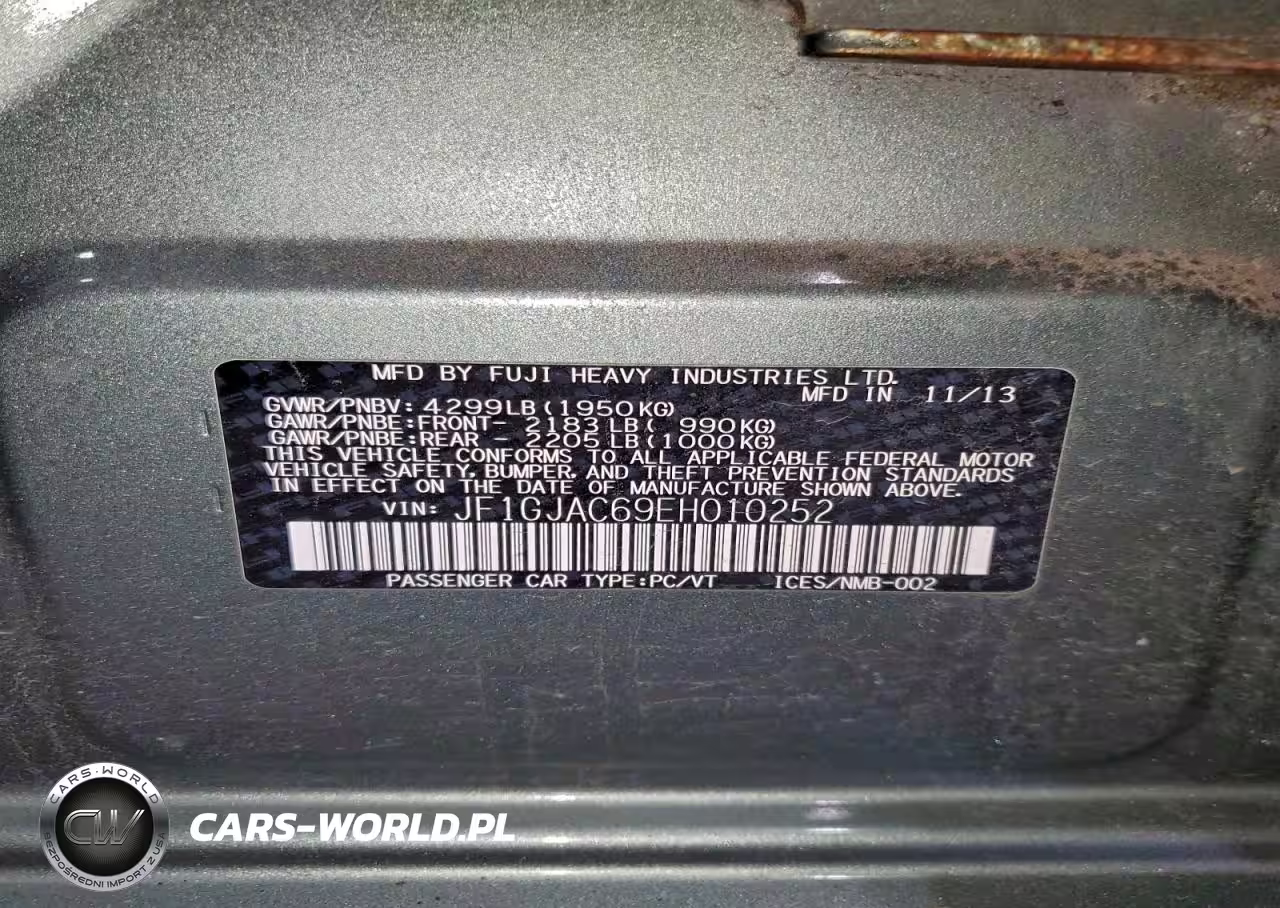 MFD BY FUJI HEAVY INDUSTRIES LTD.
MFD IN 11/13
GVWR/PNBV: 4299LB(1950KG)
GAWR/PNBE:FRONT- 2183LB( 990KG)
GAWR/PNBE:REAR - 2205LB(1000KG)
THIS VEHICLE CONFORMS TO ALL APPLICABLE FEDERAL MOTOR
VEHICLE SAFETY, BUMPER, AND THEFT PREVENTION STANDARDS
IN EFFECT ON THE DATE OF MANUFACTURE SHOWN ABOVE.
VIN: JF1GJAC69EH010252
PASSENGER CAR TYPE:PC/VT ICES/NMB-002
CARS-WORLD
CW
BEZPOŚREDNI IMPORT Z USA
CARS-WORLD.PL